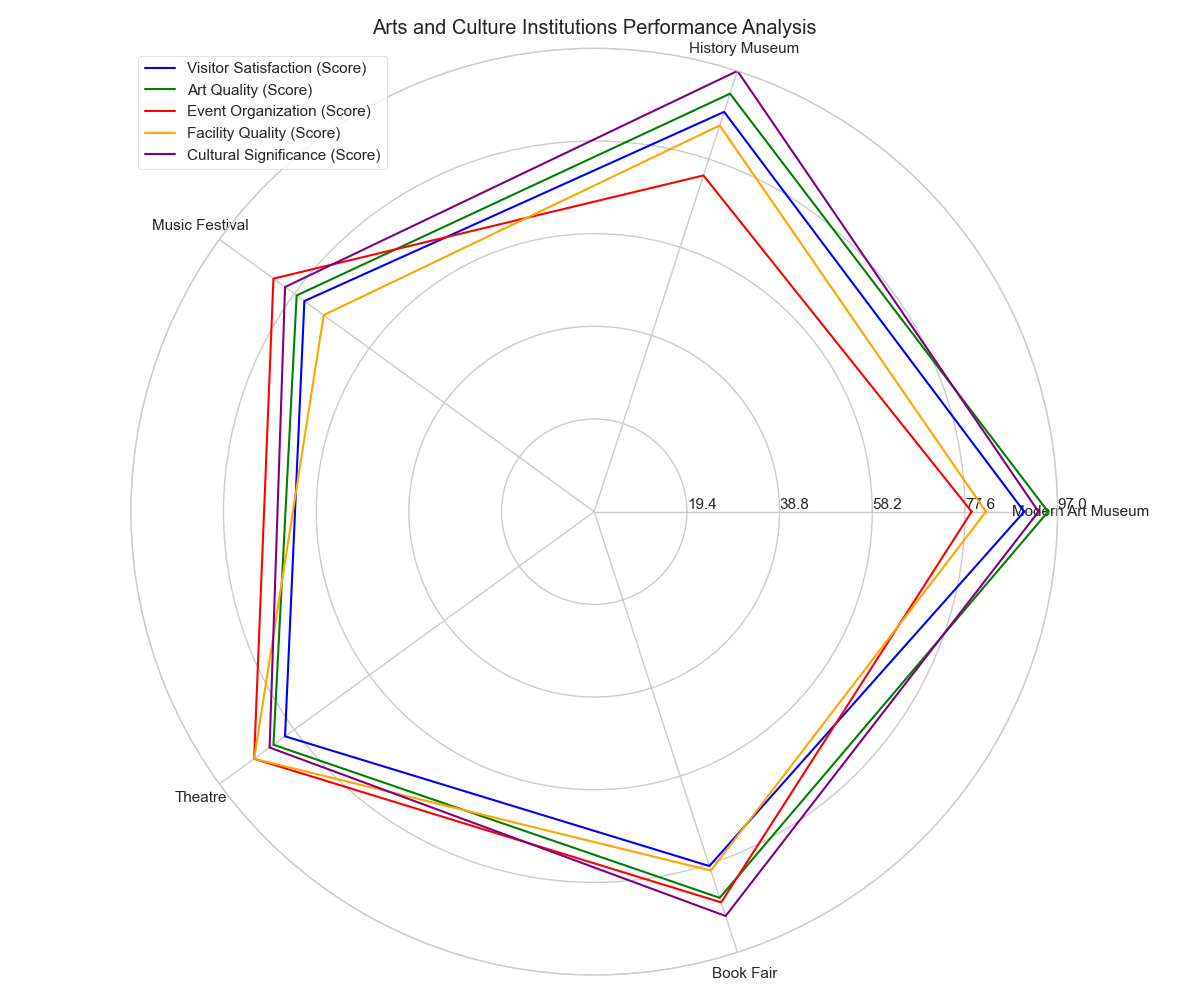 Arts and Culture Institutions Performance Analysis
History Museum
Visitor Satisfaction (Score)
Art Quality (Score)
Event Organization (Score)
Facility Quality (Score)
Cultural Significance (Score)
Music Festival
19.4
38.8
58.2
77.6
97.0
Modern Art Museum
Theatre
Book Fair